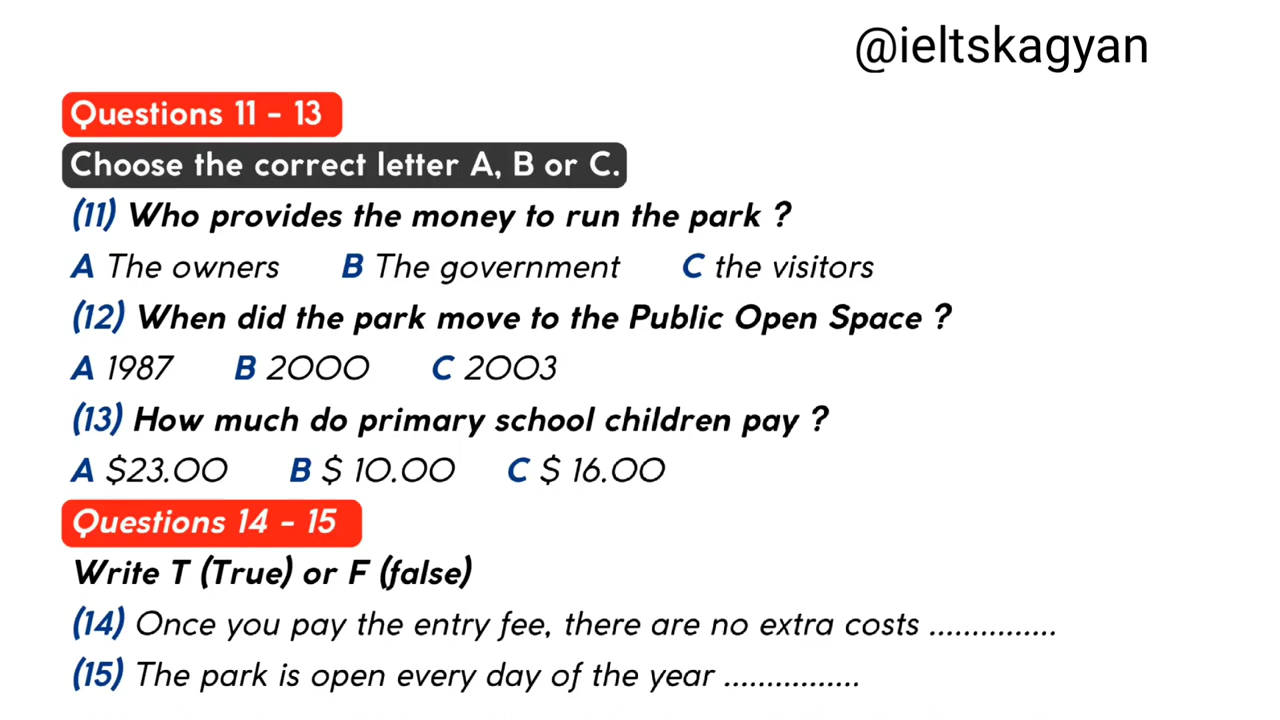 @ieltskagyan
Questions 11 - 13
Choose the correct letter A, B or C.
(11) Who provides the money to run the park ?
A The owners B The government C the visitors
(12) When did the park move to the Public Open Space ?
A 1987 B 2000 C 2003
(13) How much do primary school children pay ?
A $23.00 B $ 10.00 C $ 16.00
Questions 14 - 15
Write T (True) or F (false)
(14) Once you pay the entry fee, there are no extra costs ...............
(15) The park is open every day of the year ................